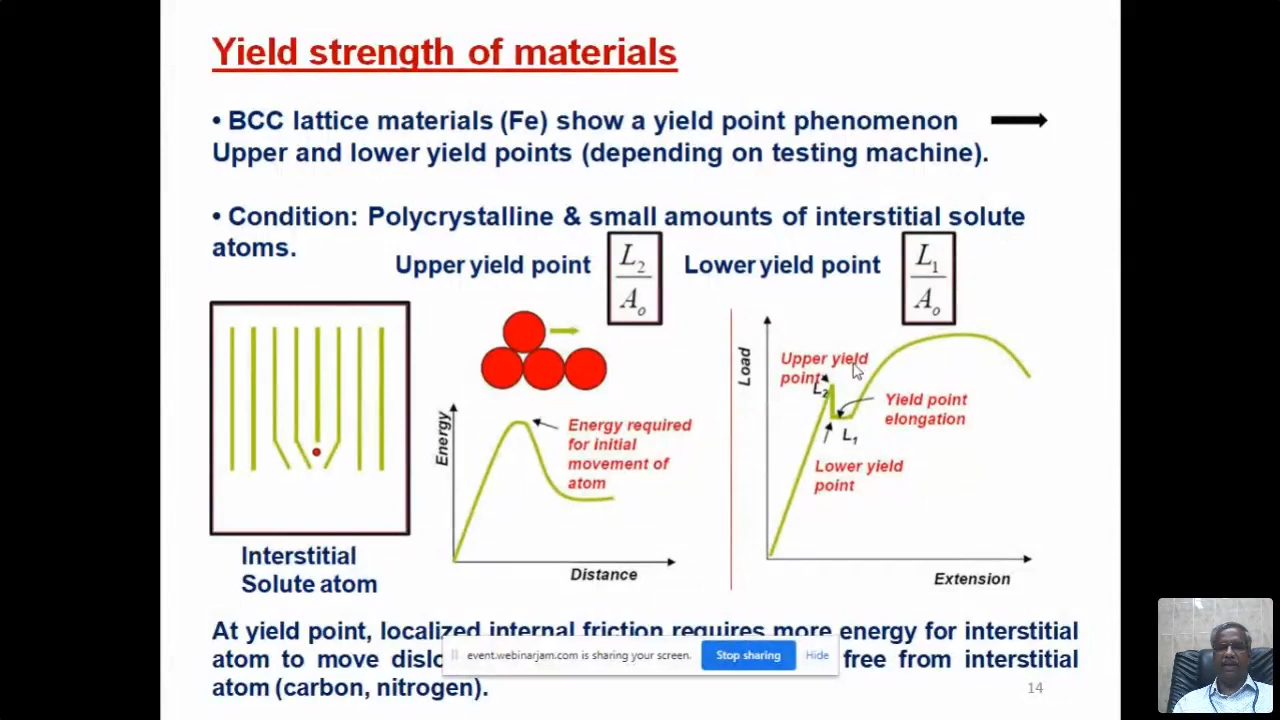 Yield strength of materials
• BCC lattice materials (Fe) show a yield point phenomenon
Upper and lower yield points (depending on testing machine).
• Condition: Polycrystalline & small amounts of interstitial solute
atoms.
Upper yield point L2/Ao Lower yield point L1/Ao
Upper yield
point
L2
Load
Yield point
elongation
L1
Lower yield
point
Extension
Energy
Energy required
for initial
movement of
atom
Distance
Interstitial
Solute atom
At yield point, localized internal friction requires more energy for interstitial
atom to move free from interstitial
atom (carbon, nitrogen).
event.webinarjam.com is sharing your screen. Stop sharing Hide
14